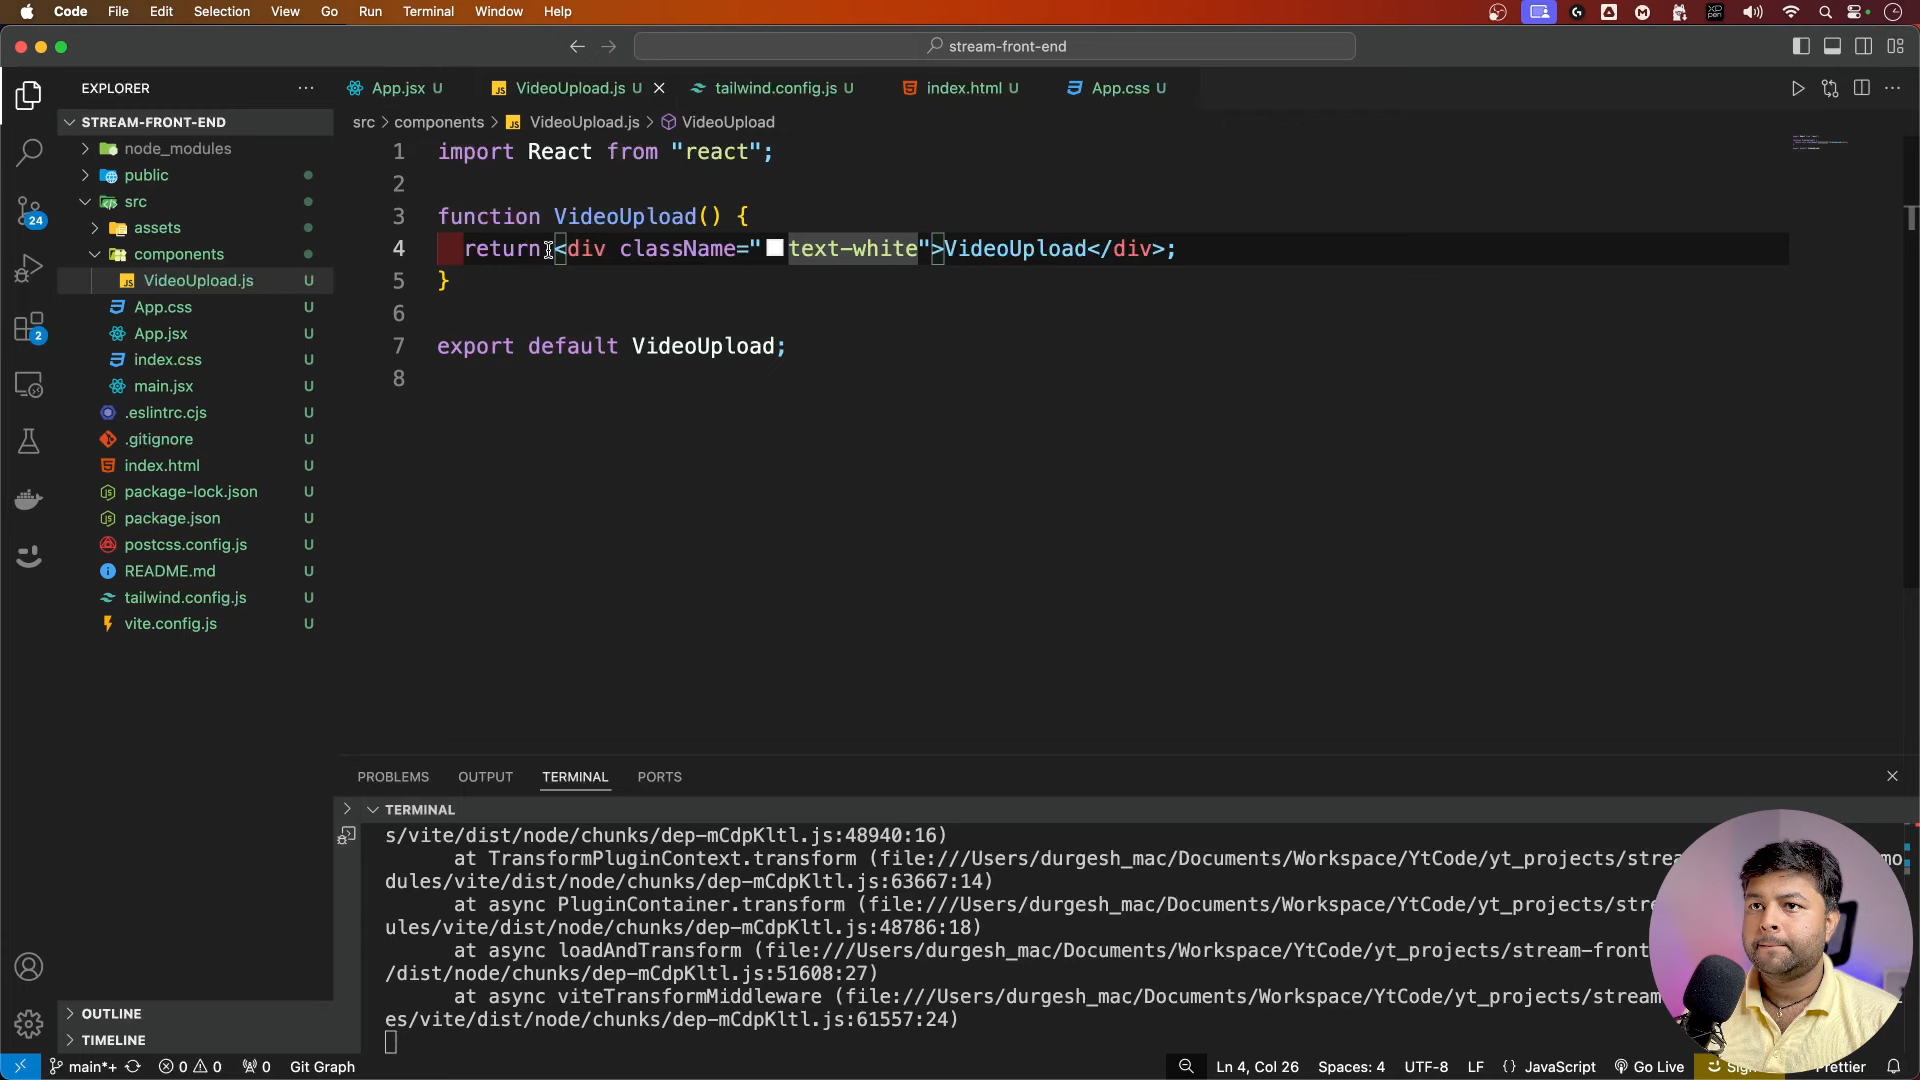 Code File Edit Selection View Go Run Terminal Window Help
stream-front-end
EXPLORER
App.jsx U
VideoUpload.js U
tailwind.config.js U
index.html U
App.css U
STREAM-FRONT-END
src > components > VideoUpload.js > VideoUpload
node_modules
public
src
assets
components
VideoUpload.js U
App.css U
App.jsx U
index.css U
main.jsx U
.eslintrc.cjs U
.gitignore U
index.html U
package-lock.json U
package.json U
postcss.config.js U
README.md U
tailwind.config.js U
vite.config.js U
24
2
1 import React from "react";
2
3 function VideoUpload() {
4 return <div className="text-white">VideoUpload</div>;
5 }
6
7 export default VideoUpload;
8
PROBLEMS OUTPUT TERMINAL PORTS
TERMINAL
s/vite/dist/node/chunks/dep-mCdpKltl.js:48940:16)
at TransformPluginContext.transform (file:///Users/durgesh_mac/Documents/Workspace/YtCode/yt_projects/strea mo
dules/vite/dist/node/chunks/dep-mCdpKltl.js:63667:14)
at async PluginContainer.transform (file:///Users/durgesh_mac/Documents/Workspace/YtCode/yt_projects/stre
ules/vite/dist/node/chunks/dep-mCdpKltl.js:48786:18)
at async loadAndTransform (file:///Users/durgesh_mac/Documents/Workspace/YtCode/yt_projects/stream-front
/dist/node/chunks/dep-mCdpKltl.js:51608:27)
at async viteTransformMiddleware (file:///Users/durgesh_mac/Documents/Workspace/YtCode/yt_projects/stream
es/vite/dist/node/chunks/dep-mCdpKltl.js:61557:24)
OUTLINE
TIMELINE
main*+ 0 0 0 Git Graph Ln 4, Col 26 Spaces: 4 UTF-8 LF {} JavaScript Go Live Sign Prettier